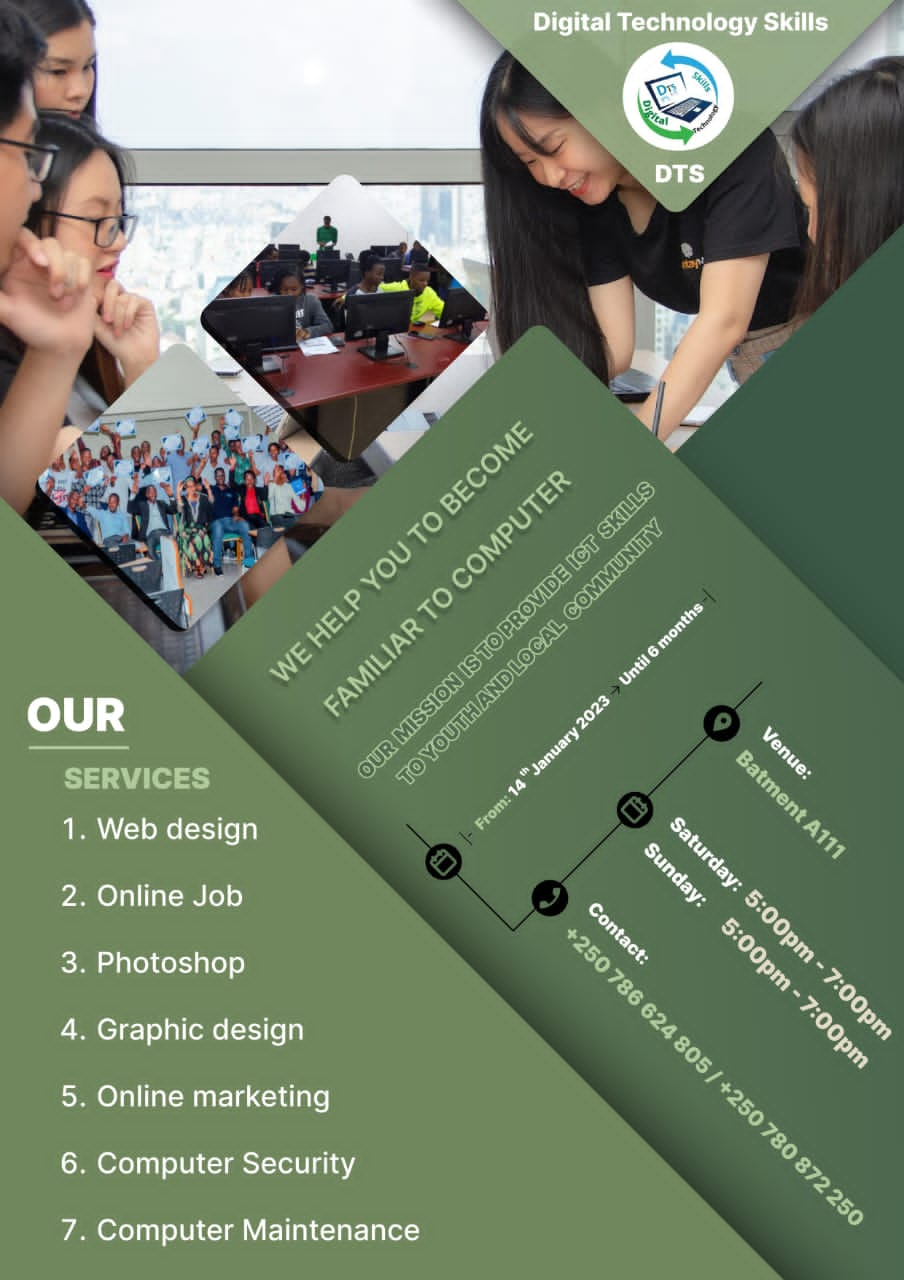 Digital Technology Skills
DTS
Skills
Digital
Technology
DTS
WE HELP YOU TO BECOME
FAMILIAR TO COMPUTER
OUR MISSION IS TO PROVIDE ICT SKILLS
TO YOUTH AND LOCAL COMMUNITY
From: 14th January 2023 → Until 6 months
Venue:
Batment A111
Saturday: 5:00pm - 7:00pm
Sunday: 5:00pm - 7:00pm
Contact:
+250 786 624 805 / +250 780 872 250
OUR
SERVICES
1. Web design
2. Online Job
3. Photoshop
4. Graphic design
5. Online marketing
6. Computer Security
7. Computer Maintenance